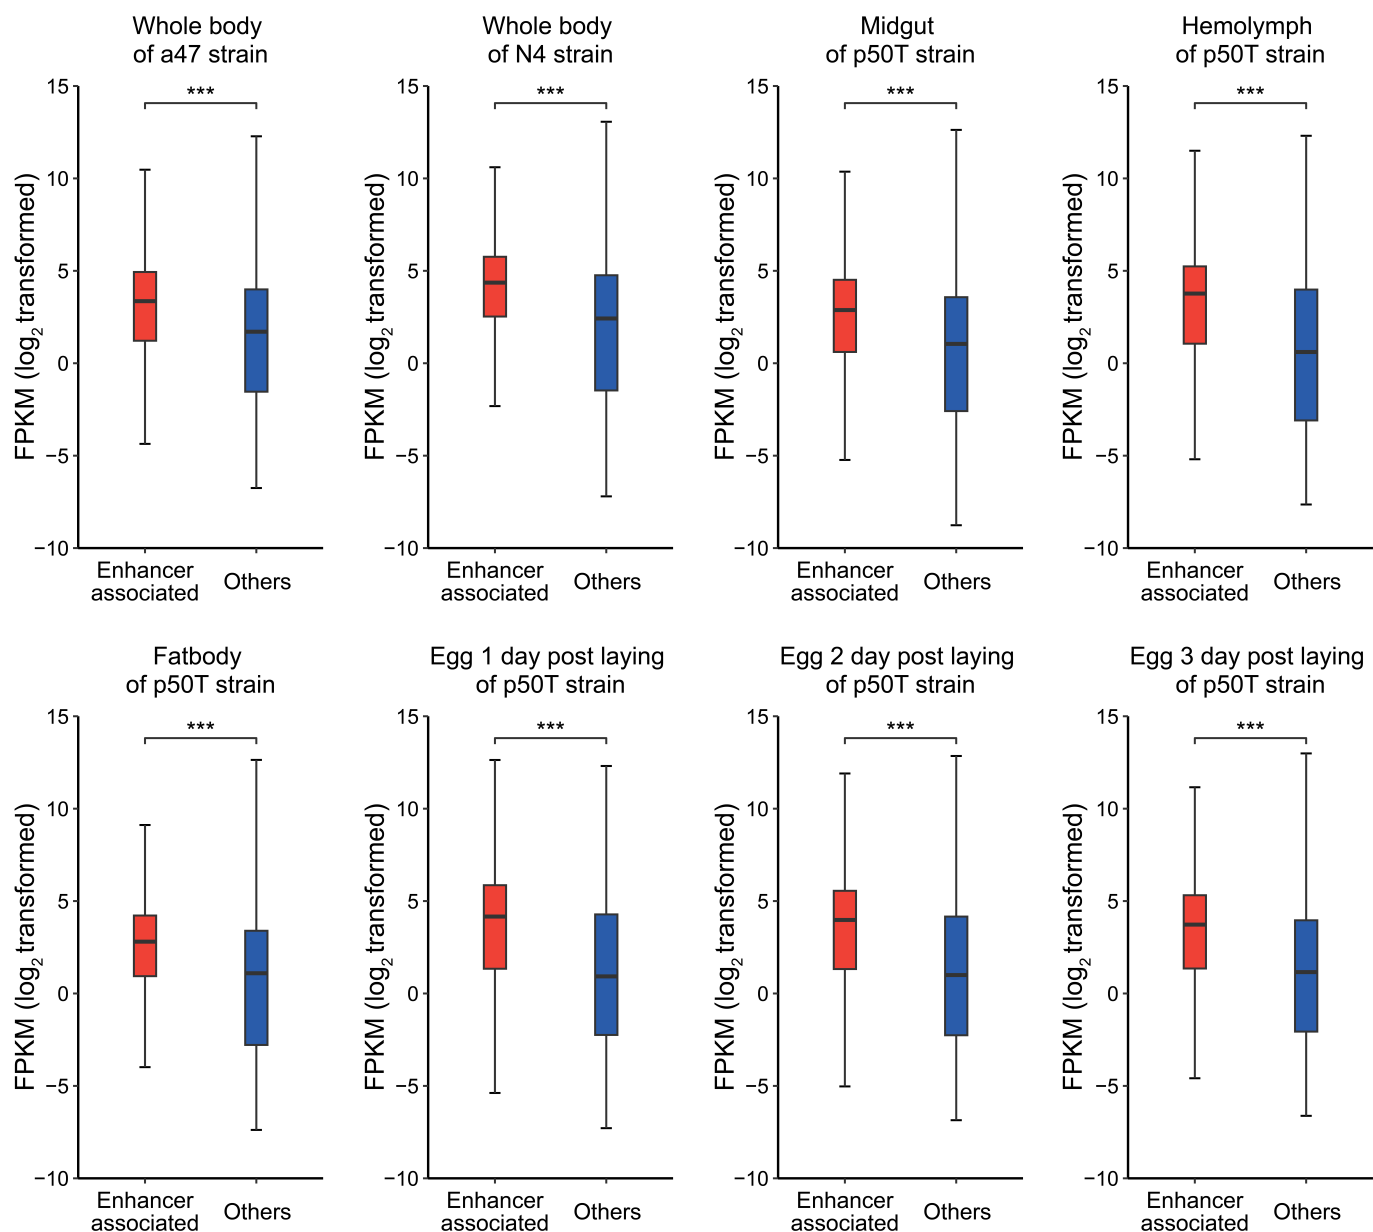 Whole body
of a47 strain
Whole body
of N4 strain
Midgut
of p50T strain
Hemolymph
of p50T strain
FPKM (log2 transformed)
15
10
5
0
−5
−10
***
Enhancer
associated
Others
FPKM (log2 transformed)
15
10
5
0
−5
−10
***
Enhancer
associated
Others
FPKM (log2 transformed)
15
10
5
0
−5
−10
***
Enhancer
associated
Others
FPKM (log2 transformed)
15
10
5
0
−5
−10
***
Enhancer
associated
Others
Fatbody
of p50T strain
Egg 1 day post laying
of p50T strain
Egg 2 day post laying
of p50T strain
Egg 3 day post laying
of p50T strain
FPKM (log2 transformed)
15
10
5
0
−5
−10
***
Enhancer
associated
Others
FPKM (log2 transformed)
15
10
5
0
−5
−10
***
Enhancer
associated
Others
FPKM (log2 transformed)
15
10
5
0
−5
−10
***
Enhancer
associated
Others
FPKM (log2 transformed)
15
10
5
0
−5
−10
***
Enhancer
associated
Others